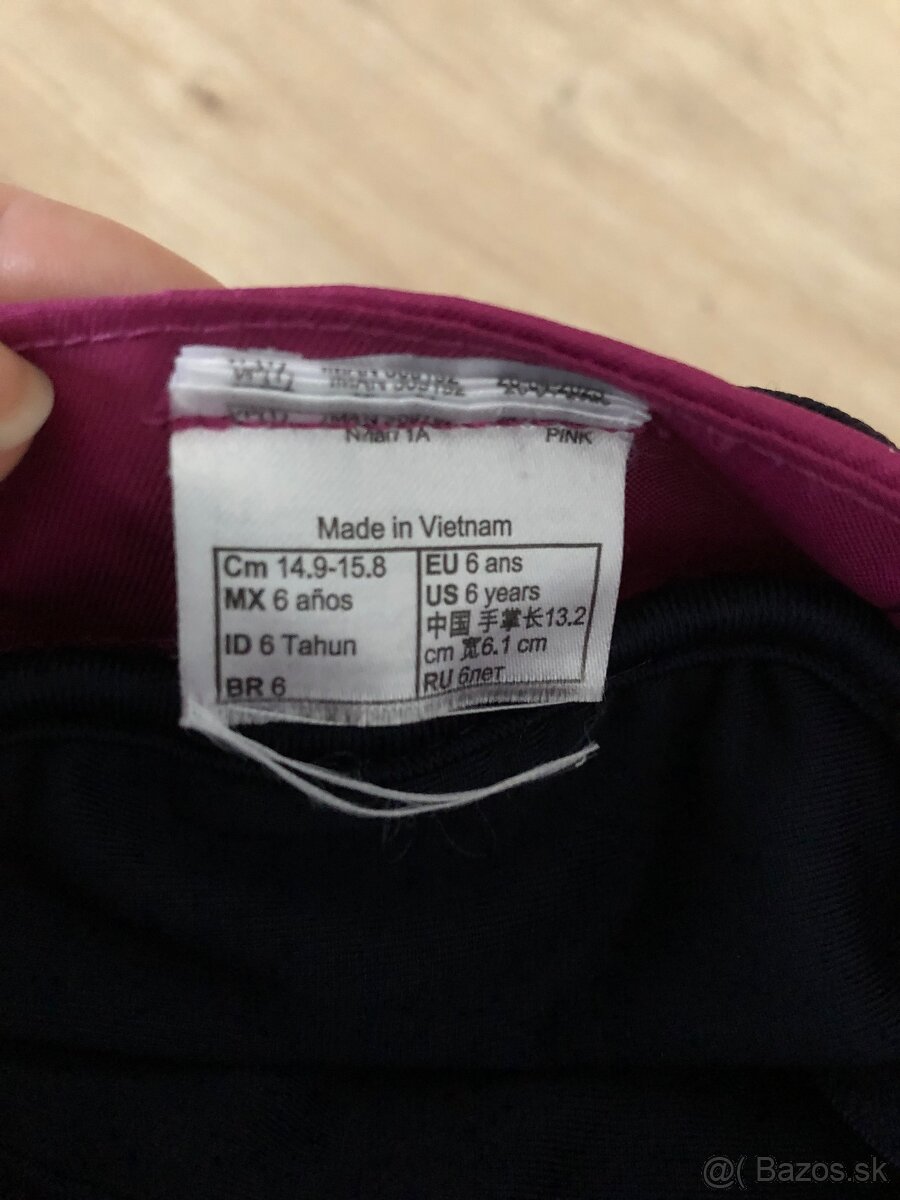 PINK
Made in Vietnam
Cm 14.9-15.8
MX 6 años
ID 6 Tahun
BR 6
EU 6 ans
US 6 years
中国 手掌长13.2
cm 宽6.1 cm
RU 6лет
@( Bazos.sk